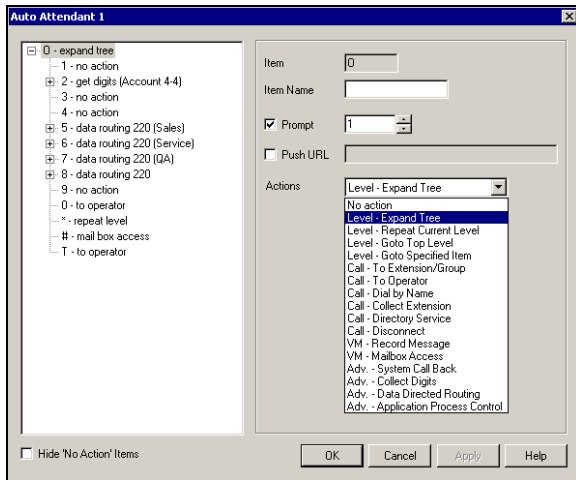 Auto Attendant 1
0 - expand tree
1 - no action
2 - get digits (Account 4-4)
3 - no action
4 - no action
5 - data routing 220 (Sales)
6 - data routing 220 (Service)
7 - data routing 220 (QA)
8 - data routing 220
9 - no action
0 - to operator
* - repeat level
# - mail box access
T - to operator
Hide 'No Action' Items
Item
0
Item Name
Prompt
1
Push URL
Actions
Level - Expand Tree
No action
Level - Expand Tree
Level - Repeat Current Level
Level - Goto Top Level
Level - Goto Specified Item
Call - To Extension/Group
Call - To Operator
Call - Dial by Name
Call - Collect Extension
Call - Directory Service
Call - Disconnect
VM - Record Message
VM - Mailbox Access
Adv. - System Call Back
Adv. - Collect Digits
Adv. - Data Directed Routing
Adv. - Application Process Control
OK
Cancel
Apply
Help